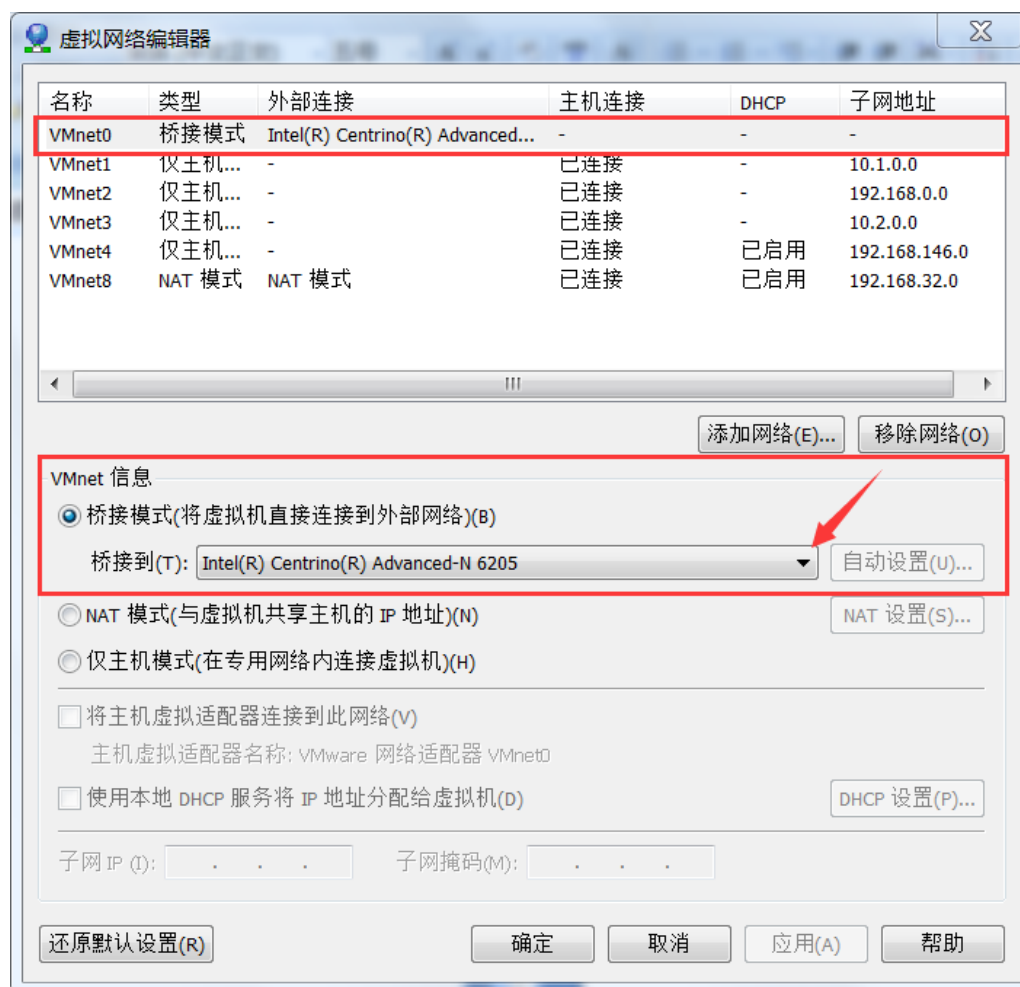 虚拟网络编辑器
名称 类型 外部连接 主机连接 DHCP 子网地址
VMnet0 桥接模式 Intel(R) Centrino(R) Advanced... - - -
VMnet1 仅主机... - 已连接 - 10.1.0.0
VMnet2 仅主机... - 已连接 - 192.168.0.0
VMnet3 仅主机... - 已连接 - 10.2.0.0
VMnet4 仅主机... - 已连接 已启用 192.168.146.0
VMnet8 NAT 模式 NAT 模式 已连接 已启用 192.168.32.0
添加网络(E)... 移除网络(O)
VMnet 信息
桥接模式(将虚拟机直接连接到外部网络)(B)
桥接到(T): Intel(R) Centrino(R) Advanced-N 6205 自动设置(U)...
NAT 模式(与虚拟机共享主机的 IP 地址)(N) NAT 设置(S)...
仅主机模式(在专用网络内连接虚拟机)(H)
将主机虚拟适配器连接到此网络(V)
主机虚拟适配器名称: VMware 网络适配器 VMnet0
使用本地 DHCP 服务将 IP 地址分配给虚拟机(D) DHCP 设置(P)...
子网 IP (I): . . . 子网掩码(M): . . .
还原默认设置(R) 确定 取消 应用(A) 帮助